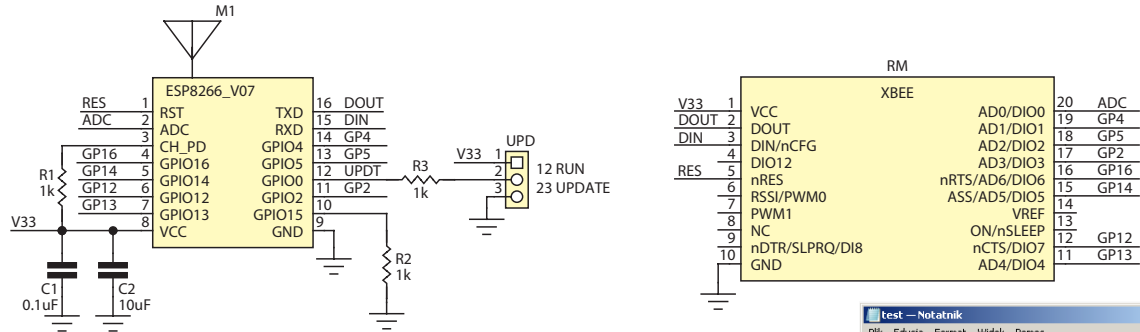 M1
ESP8266_V07
RES 1 RST TXD 16 DOUT
ADC 2 ADC RXD 15 DIN
3 CH_PD GPIO4 14 GP4
GP16 4 GPIO16 GPIO5 13 GP5
GP14 5 GPIO14 GPIO0 12 UPDT
GP12 6 GPIO12 GPIO2 11 GP2
GP13 7 GPIO13 GPIO15 10
V33 8 VCC GND 9
R1
1k
C1
0.1uF
C2
10uF
R2
1k
R3
1k
UPD
V33 1
2
3
12 RUN
23 UPDATE
RM
XBEE
V33 1 VCC AD0/DIO0 20 ADC
DOUT 2 DOUT AD1/DIO1 19 GP4
DIN 3 DIN/nCFG AD2/DIO2 18 GP5
4 DIO12 AD3/DIO3 17 GP2
RES 5 nRES nRTS/AD6/DIO6 16 GP16
6 RSSI/PWM0 ASS/AD5/DIO5 15 GP14
7 PWM1 VREF 14
8 NC ON/nSLEEP 13
9 nDTR/SLPRQ/DI8 nCTS/DIO7 12 GP12
10 GND AD4/DIO4 11 GP13
test — Notatnik